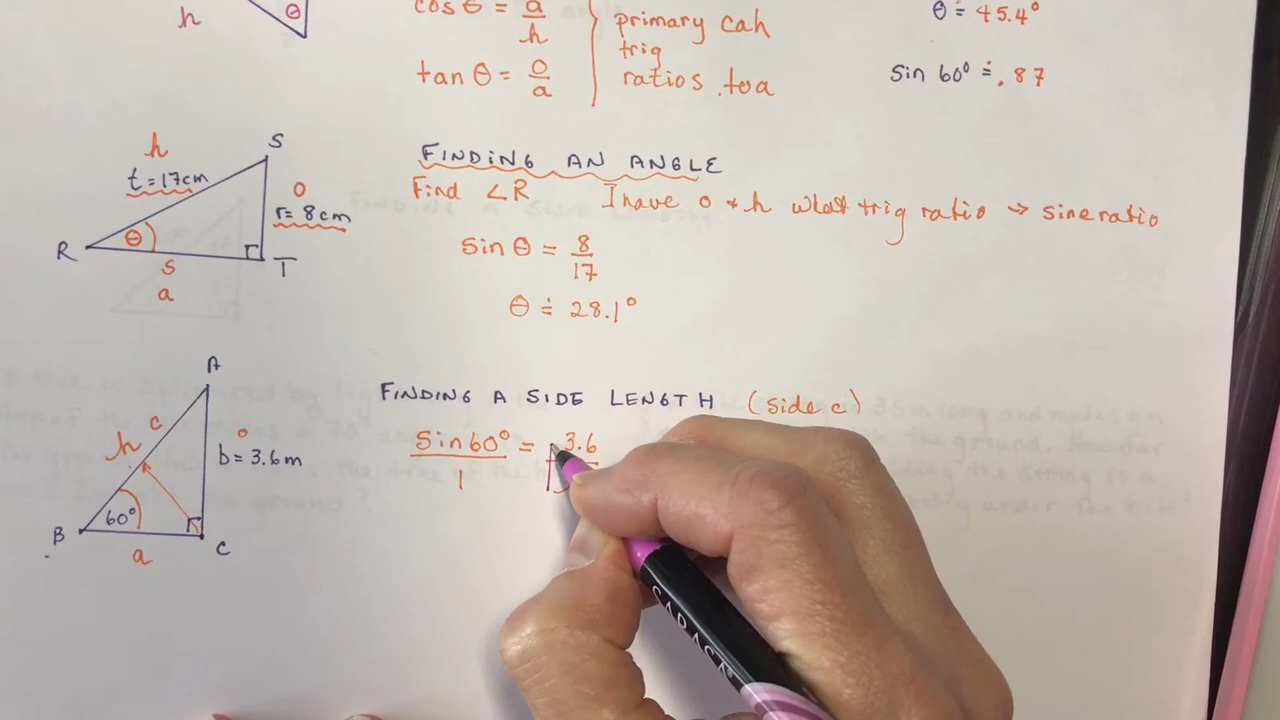 h
θ
cos θ = a/h
tan θ = o/a
primary cah
trig
ratios toa
θ = 45.4°
sin 60° ≐ .87
h
t = 17cm
S
o
r = 8cm
R
θ
s
a
T
FINDING AN ANGLE
Find ∠R I have o + h what trig ratio → sine ratio
sin θ = 8/17
θ ≐ 28.1°
A
c
h
o
b = 3.6m
B
60°
a
C
FINDING A SIDE LENGTH (side c)
sin 60°/1 = 3.6
CARAS